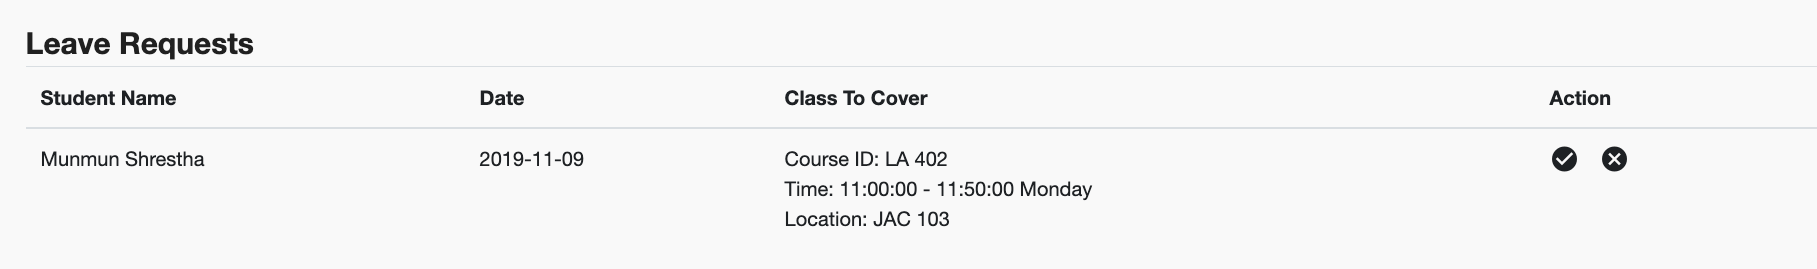 Leave Requests
Student Name Date Class To Cover Action
Munmun Shrestha 2019-11-09 Course ID: LA 402
Time: 11:00:00 - 11:50:00 Monday
Location: JAC 103